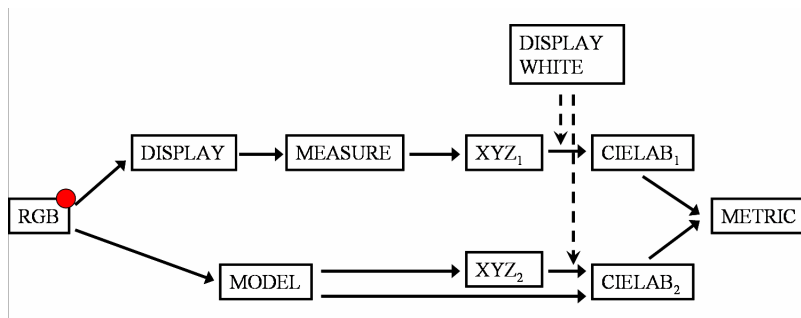 DISPLAY
WHITE
DISPLAY
MEASURE
XYZ₁
CIELAB₁
RGB
METRIC
MODEL
XYZ₂
CIELAB₂